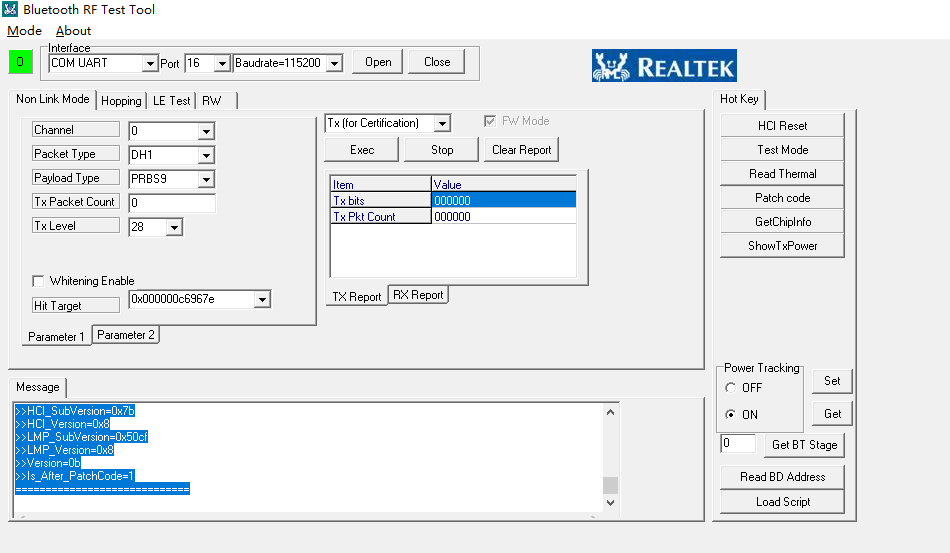 Bluetooth RF Test Tool
Mode About
0 Interface COM UART Port 16 Baudrate=115200 Open Close
REALTEK
Non Link Mode Hopping LE Test RW
Channel 0
Packet Type DH1
Payload Type PRBS9
Tx Packet Count 0
Tx Level 28
Whitening Enable
Hit Target 0x000000c6967e
Parameter 1 Parameter 2
Tx (for Certification) FW Mode
Exec Stop Clear Report
Item Value
Tx bits 000000
Tx Pkt Count 000000
TX Report RX Report
Hot Key
HCI Reset
Test Mode
Read Thermal
Patch code
GetChipInfo
ShowTxPower
Power Tracking
OFF Set
ON Get
0 Get BT Stage
Read BD Address
Load Script
Message
>>HCI_SubVersion=0x7b
>>HCI_Version=0x8
>>LMP_SubVersion=0x50cf
>>LMP_Version=0x8
>>Version=0b
>>Is_After_PatchCode=1
=============================